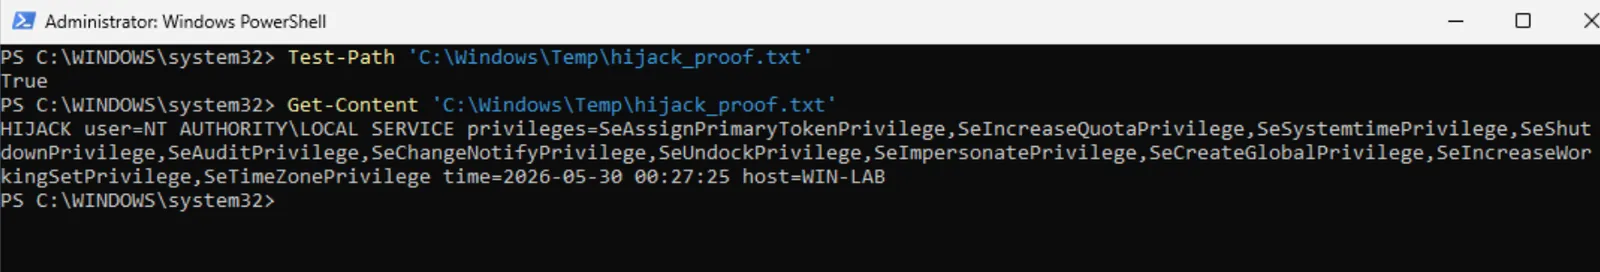 Administrator: Windows PowerShell
PS C:\WINDOWS\system32> Test-Path 'C:\Windows\Temp\hijack_proof.txt'
True
PS C:\WINDOWS\system32> Get-Content 'C:\Windows\Temp\hijack_proof.txt'
HIJACK user=NT AUTHORITY\LOCAL SERVICE privileges=SeAssignPrimaryTokenPrivilege,SeIncreaseQuotaPrivilege,SeSystemtimePrivilege,SeShut
downPrivilege,SeAuditPrivilege,SeChangeNotifyPrivilege,SeUndockPrivilege,SeImpersonatePrivilege,SeCreateGlobalPrivilege,SeIncreaseWor
kingSetPrivilege,SeTimeZonePrivilege time=2026-05-30 00:27:25 host=WIN-LAB
PS C:\WINDOWS\system32>